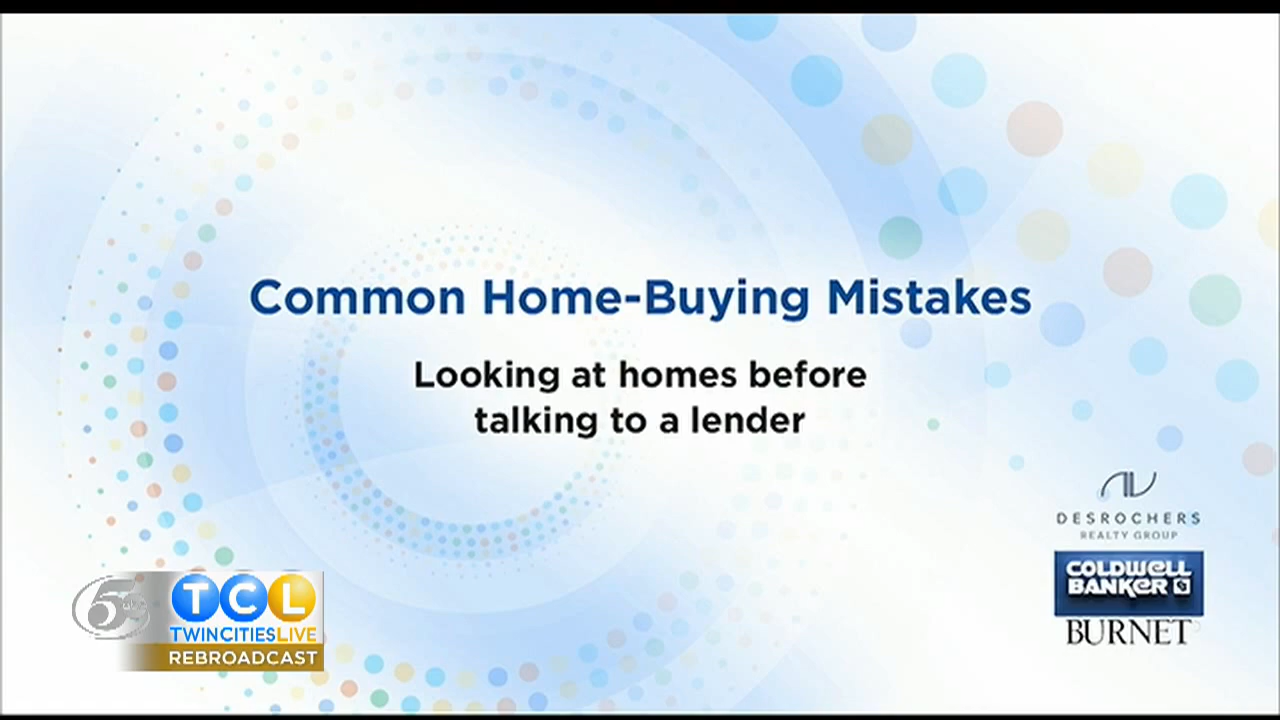 Common Home-Buying Mistakes
Looking at homes before
talking to a lender
DESROCHERS
REALTY GROUP
COLDWELL
BANKER
BURNET
5
TCL
TWINCITIESLIVE
REBROADCAST